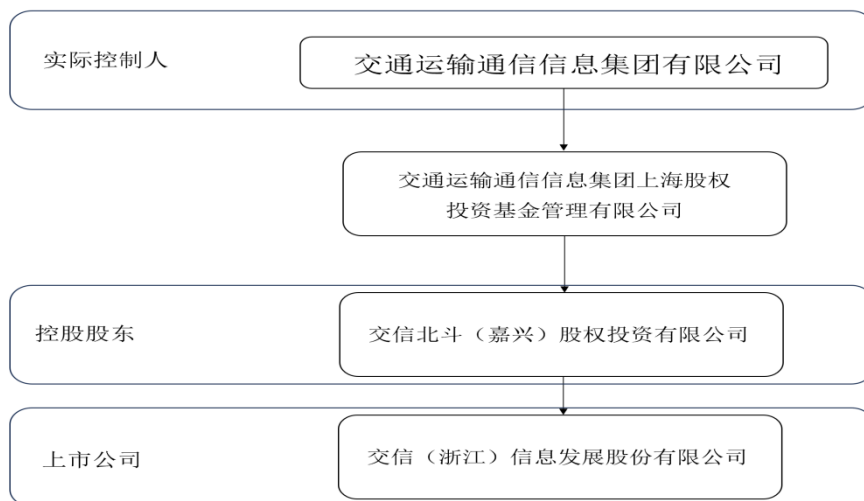 实际控制人
交通运输通信信息集团有限公司
交通运输通信信息集团上海股权
投资基金管理有限公司
控股股东
交信北斗（嘉兴）股权投资有限公司
上市公司
交信（浙江）信息发展股份有限公司